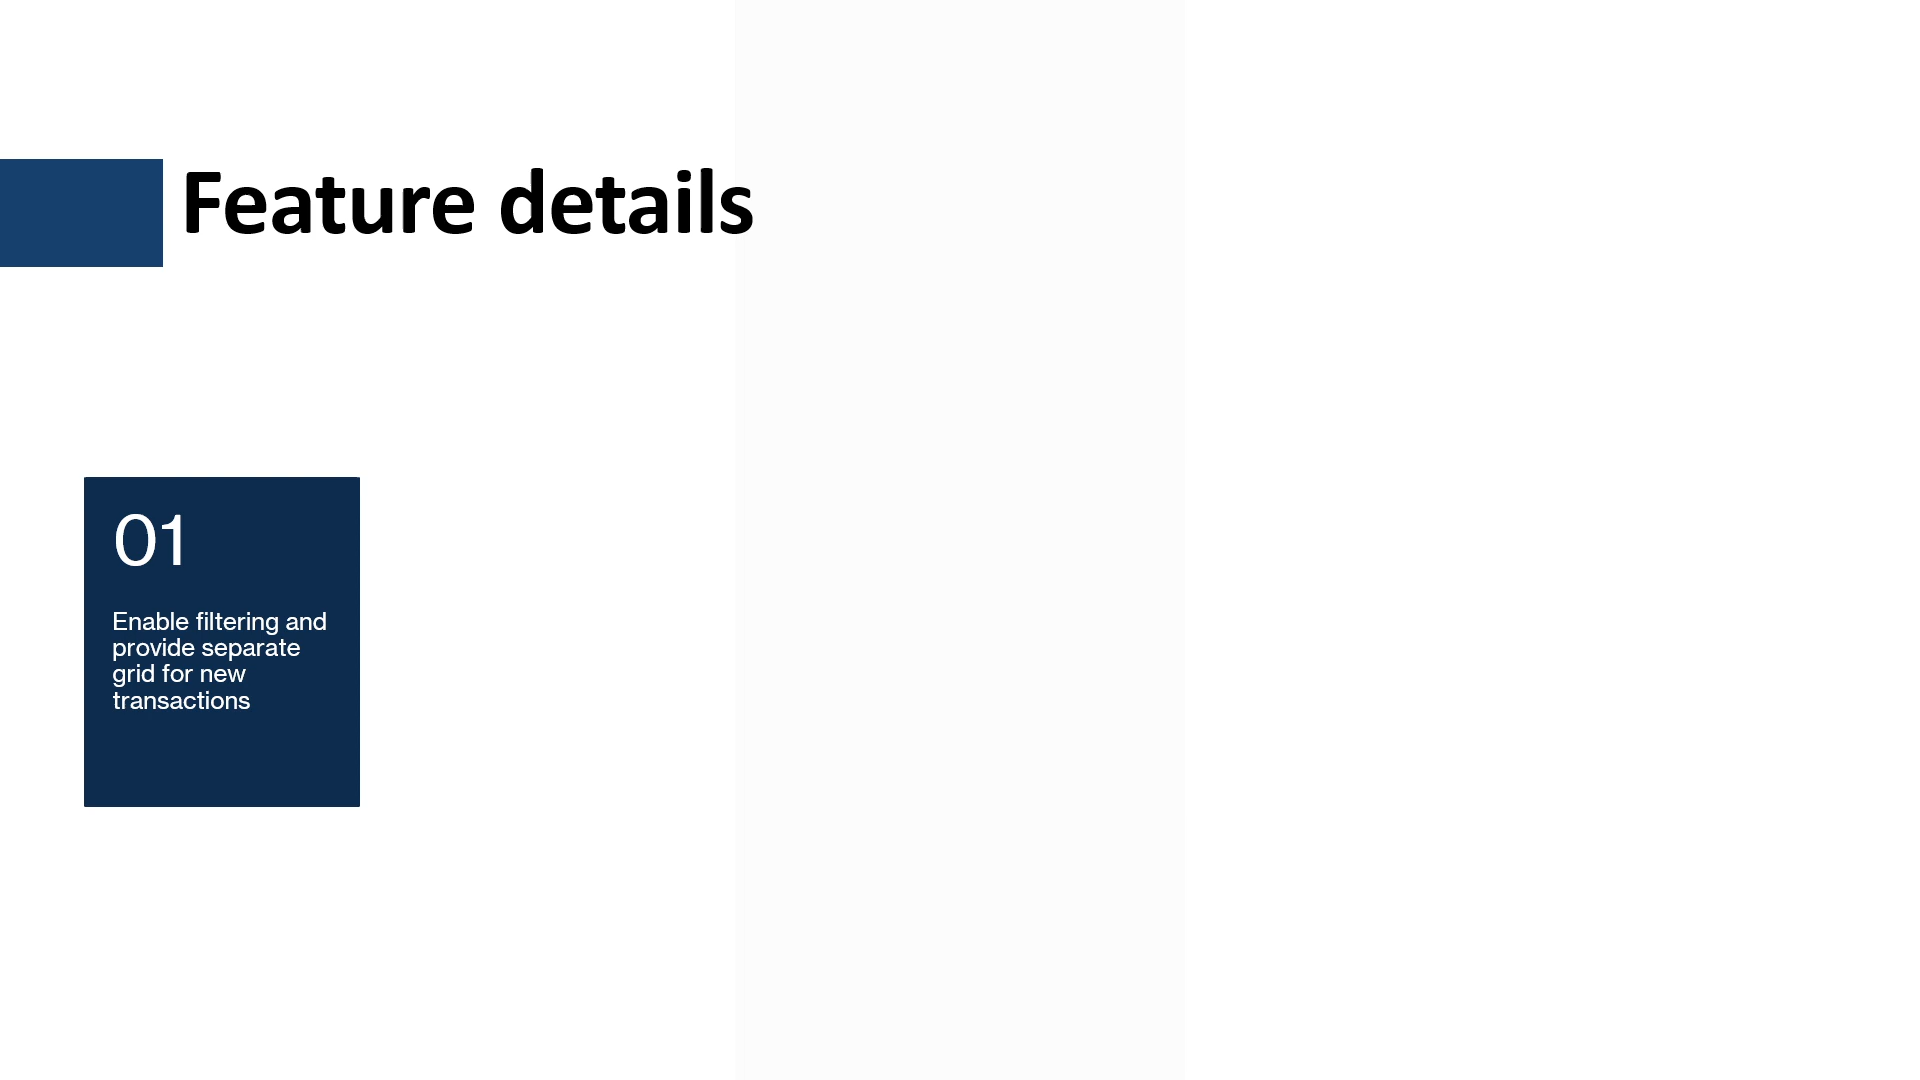 Feature details
01
Enable filtering and
provide separate
grid for new
transactions